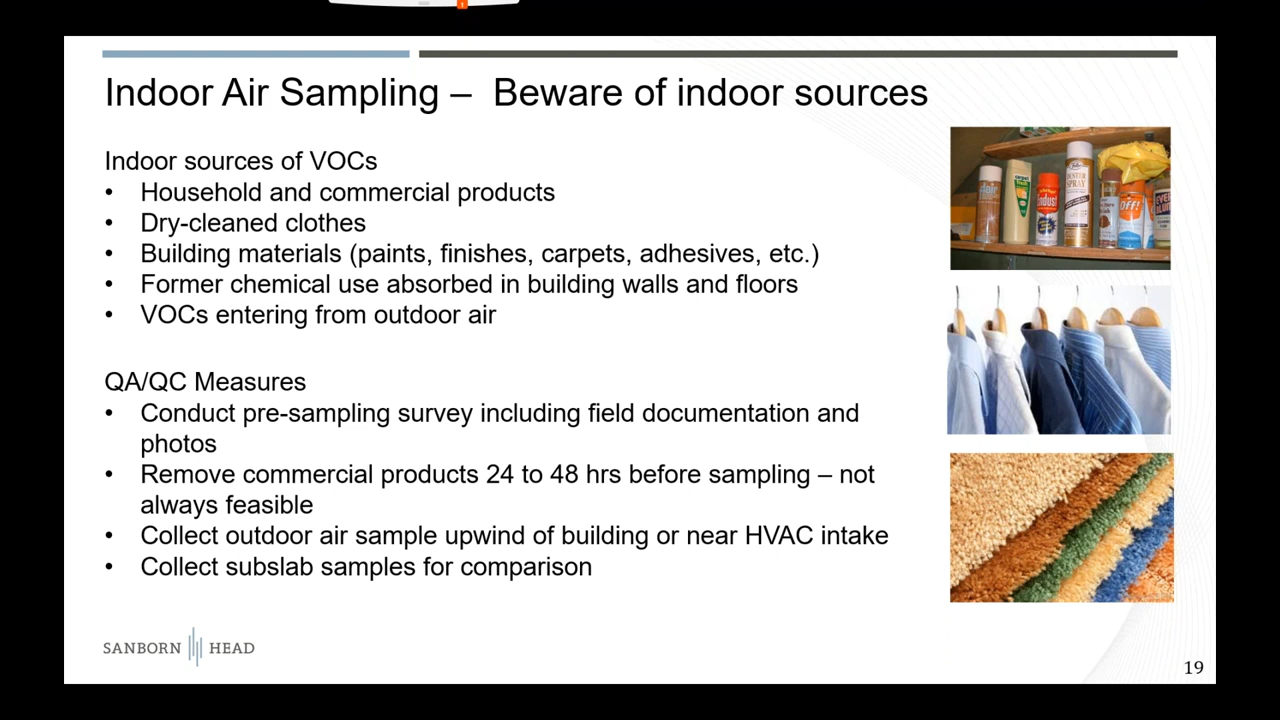 Indoor Air Sampling – Beware of indoor sources
Indoor sources of VOCs
• Household and commercial products
• Dry-cleaned clothes
• Building materials (paints, finishes, carpets, adhesives, etc.)
• Former chemical use absorbed in building walls and floors
• VOCs entering from outdoor air
QA/QC Measures
• Conduct pre-sampling survey including field documentation and
photos
• Remove commercial products 24 to 48 hrs before sampling – not
always feasible
• Collect outdoor air sample upwind of building or near HVAC intake
• Collect subslab samples for comparison
DUSTER
SPRAY
OFF!
SANBORN HEAD
19